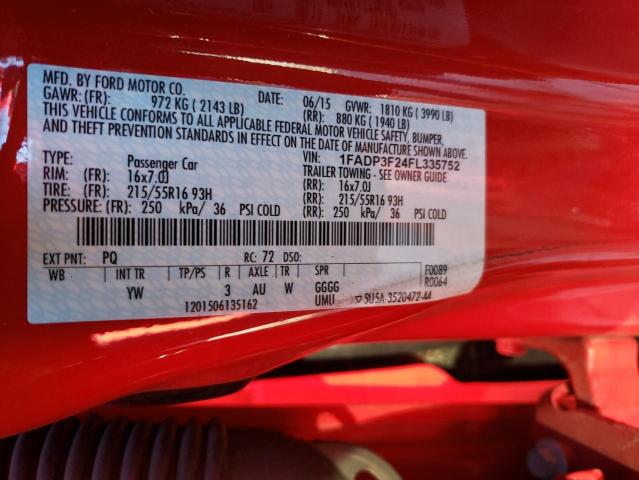 MFD. BY FORD MOTOR CO. DATE: 06/15 GVWR: 1810 KG ( 3990 LB)
GAWR: (FR): 972 KG ( 2143 LB) (RR): 880 KG ( 1940 LB)
THIS VEHICLE CONFORMS TO ALL APPLICABLE FEDERAL MOTOR VEHICLE SAFETY, BUMPER,
AND THEFT PREVENTION STANDARDS IN EFFECT ON THE DATE OF MANUFACTURE SHOWN ABOVE.
VIN: 1FADP3F24FL335752
Passenger Car TRAILER TOWING - SEE OWNER GUIDE
RIM: (FR) 16x7.0J (RR): 16x7.0J
TIRE: (FR) 215/55R16 93H (RR): 215/55R16 93H
PRESSURE: (FR) 250 kPa/ 36 PSI COLD (RR): 250 kPa/ 36 PSI COLD
EXT PNT: PQ RC: 72 DSO: F0089
WB INT TR TP/PS R AXLE TR SPR R0064
YW 3 AU W GGGG
1201506135162 UMU ▽ 5U5A-3520472-AA